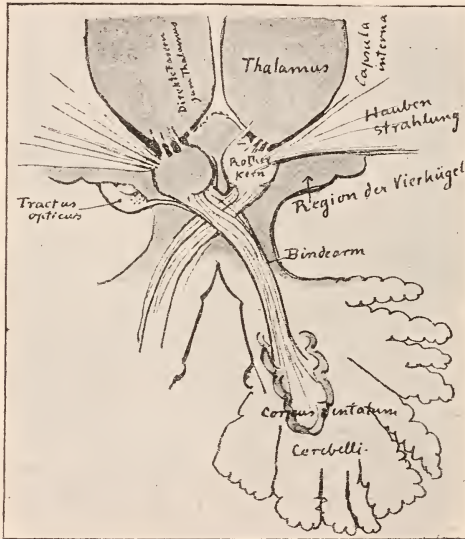 Direkte Fasern
zum Thalamus
Thalamus
Capsula
interna
Hauben
strahlung
Rother
Kern
Tractus
opticus
Region der Vierhügel
Bindearm
Corpus dentatum
Cerebelli.